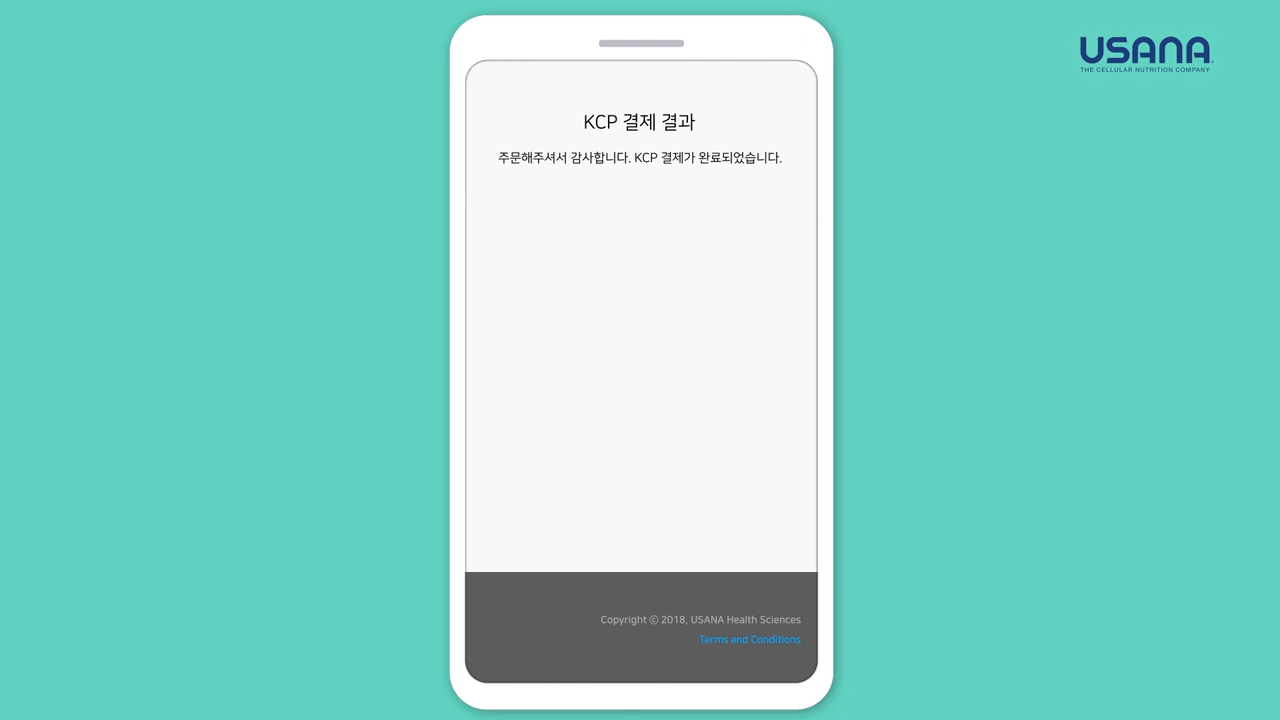 USANA
THE CELLULAR NUTRITION COMPANY
KCP 결제 결과
주문해주셔서 감사합니다. KCP 결제가 완료되었습니다.
Copyright ⓒ 2018, USANA Health Sciences
Terms and Conditions